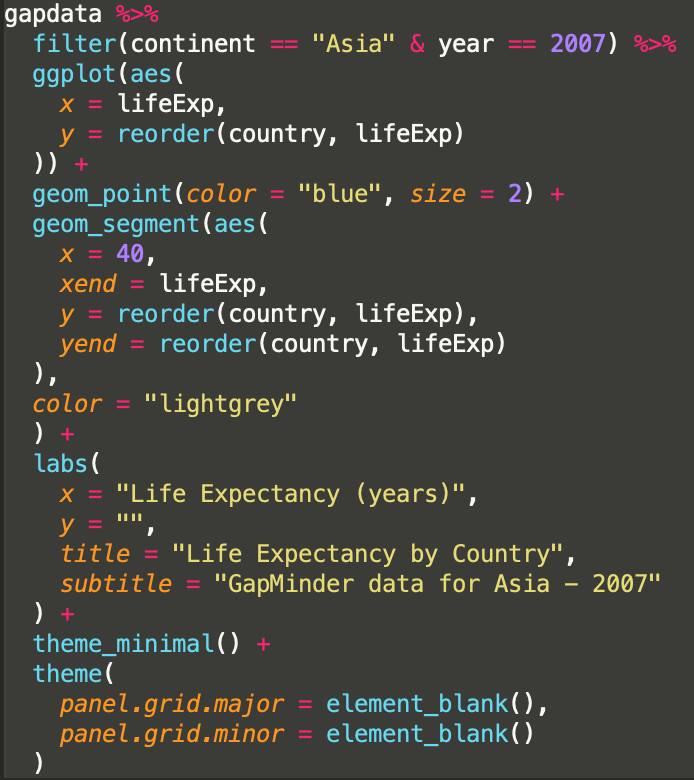 gapdata %>%
  filter(continent == "Asia" & year == 2007) %>%
  ggplot(aes(
    x = lifeExp,
    y = reorder(country, lifeExp)
  )) +
  geom_point(color = "blue", size = 2) +
  geom_segment(aes(
    x = 40,
    xend = lifeExp,
    y = reorder(country, lifeExp),
    yend = reorder(country, lifeExp)
  ),
  color = "lightgrey"
  ) +
  labs(
    x = "Life Expectancy (years)",
    y = "",
    title = "Life Expectancy by Country",
    subtitle = "GapMinder data for Asia – 2007"
  ) +
  theme_minimal() +
  theme(
    panel.grid.major = element_blank(),
    panel.grid.minor = element_blank()
  )